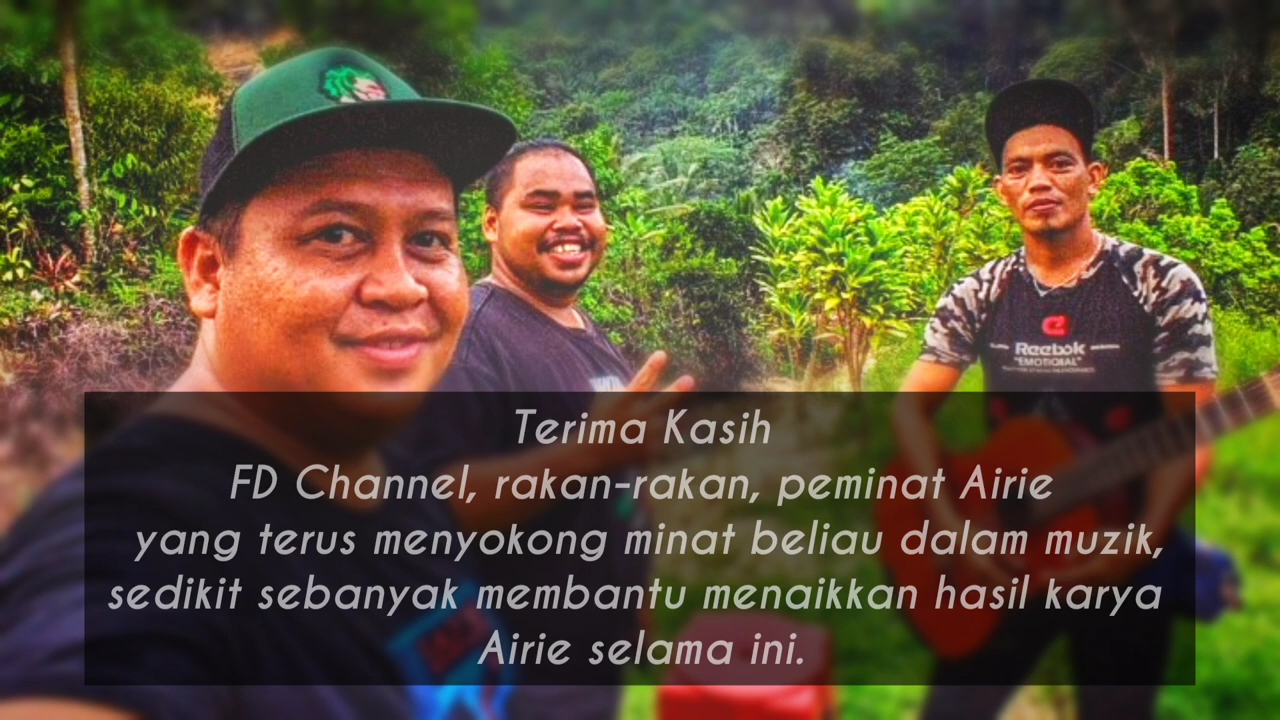 Reebok
"EMOTIONAL"
Terima Kasih
FD Channel, rakan-rakan, peminat Airie
yang terus menyokong minat beliau dalam muzik,
sedikit sebanyak membantu menaikkan hasil karya
Airie selama ini.